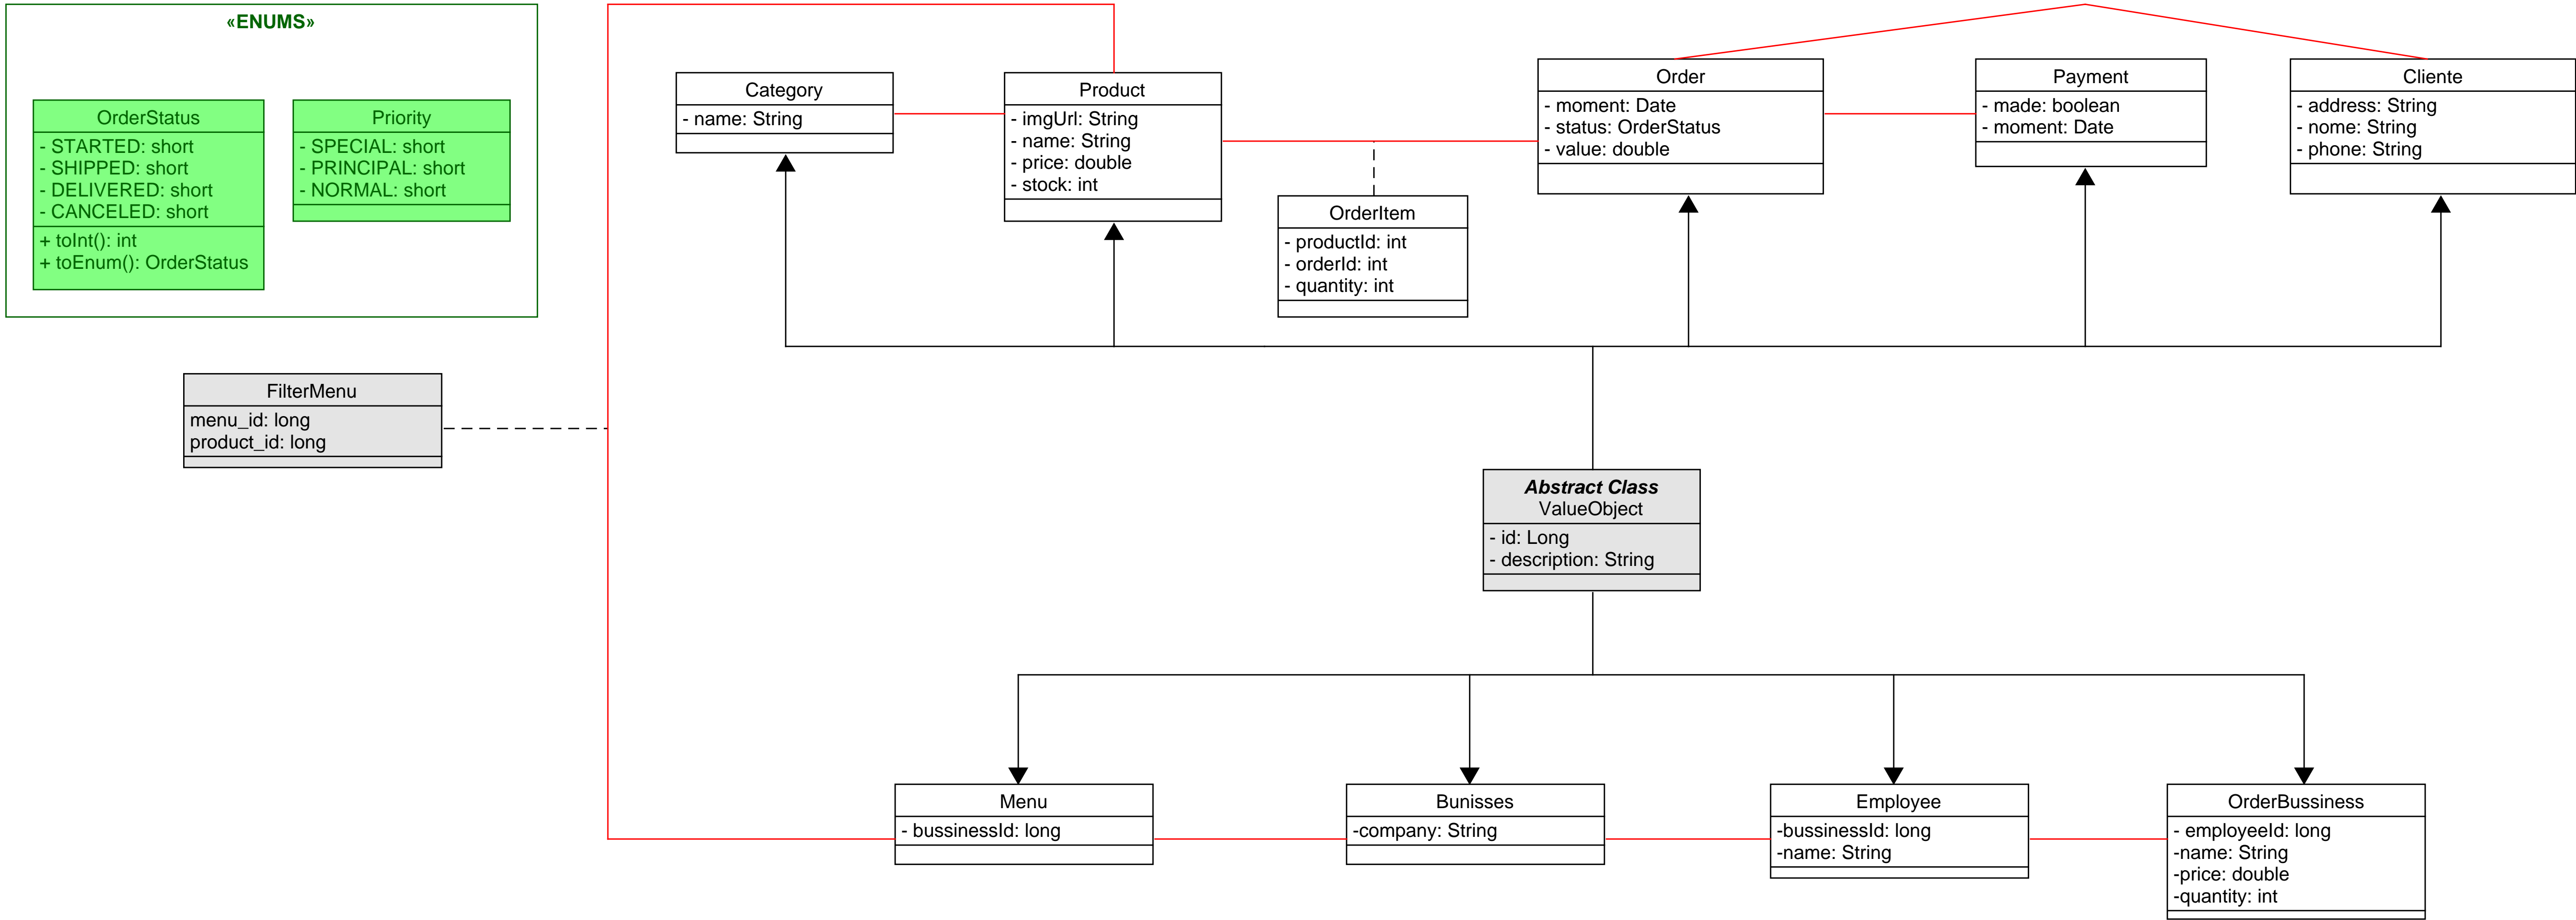 «ENUMS»
OrderStatus
- STARTED: short
- SHIPPED: short
- DELIVERED: short
- CANCELED: short
+ toInt(): int
+ toEnum(): OrderStatus
Priority
- SPECIAL: short
- PRINCIPAL: short
- NORMAL: short
Category
- name: String
Product
- imgUrl: String
- name: String
- price: double
- stock: int
OrderItem
- productId: int
- orderId: int
- quantity: int
Order
- moment: Date
- status: OrderStatus
- value: double
Payment
- made: boolean
- moment: Date
Cliente
- address: String
- nome: String
- phone: String
FilterMenu
menu_id: long
product_id: long
Abstract Class
ValueObject
- id: Long
- description: String
Menu
- bussinessId: long
Bunisses
-company: String
Employee
-bussinessId: long
-name: String
OrderBussiness
- employeeId: long
-name: String
-price: double
-quantity: int